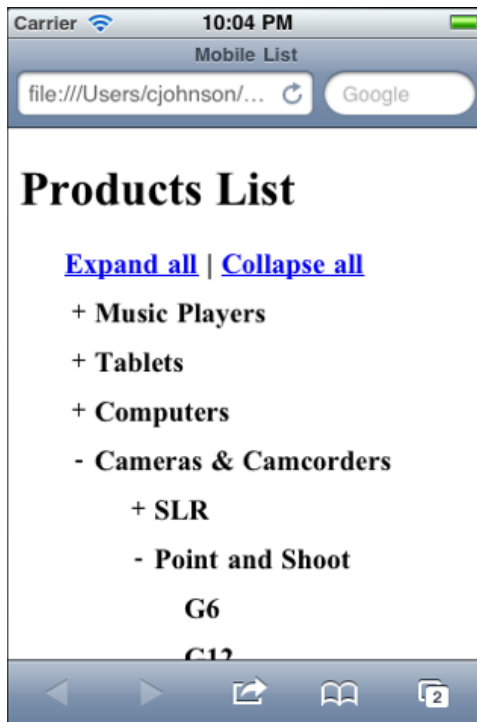 Carrier 10:04 PM
Mobile List
file:///Users/cjohnson/... Google
Products List
Expand all | Collapse all
+ Music Players
+ Tablets
+ Computers
- Cameras & Camcorders
+ SLR
- Point and Shoot
G6
G12
2